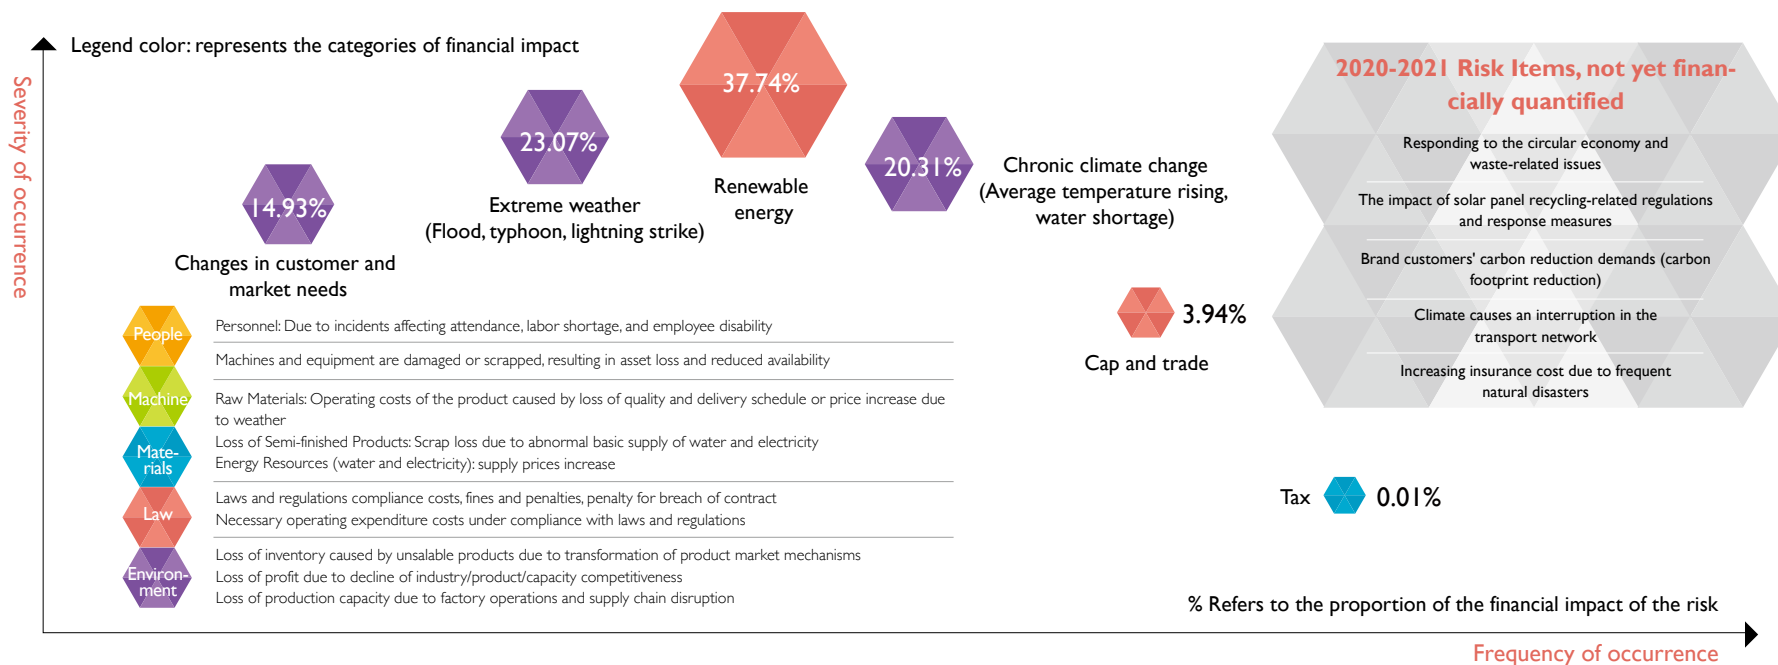 Legend color: represents the categories of financial impact
Severity of occurrence
14.93%
Changes in customer and
market needs
23.07%
Extreme weather
(Flood, typhoon, lightning strike)
37.74%
Renewable
energy
20.31%
Chronic climate change
(Average temperature rising,
water shortage)
3.94%
Cap and trade
Tax
0.01%
2020-2021 Risk Items, not yet finan-
cially quantified
Responding to the circular economy and
waste-related issues
The impact of solar panel recycling-related regulations
and response measures
Brand customers' carbon reduction demands (carbon
footprint reduction)
Climate causes an interruption in the
transport network
Increasing insurance cost due to frequent
natural disasters
People
Personnel: Due to incidents affecting attendance, labor shortage, and employee disability
Machine
Machines and equipment are damaged or scrapped, resulting in asset loss and reduced availability
Mate-
rials
Raw Materials: Operating costs of the product caused by loss of quality and delivery schedule or price increase due
to weather
Loss of Semi-finished Products: Scrap loss due to abnormal basic supply of water and electricity
Energy Resources (water and electricity): supply prices increase
Law
Laws and regulations compliance costs, fines and penalties, penalty for breach of contract
Necessary operating expenditure costs under compliance with laws and regulations
Environ-
ment
Loss of inventory caused by unsalable products due to transformation of product market mechanisms
Loss of profit due to decline of industry/product/capacity competitiveness
Loss of production capacity due to factory operations and supply chain disruption
% Refers to the proportion of the financial impact of the risk
Frequency of occurrence